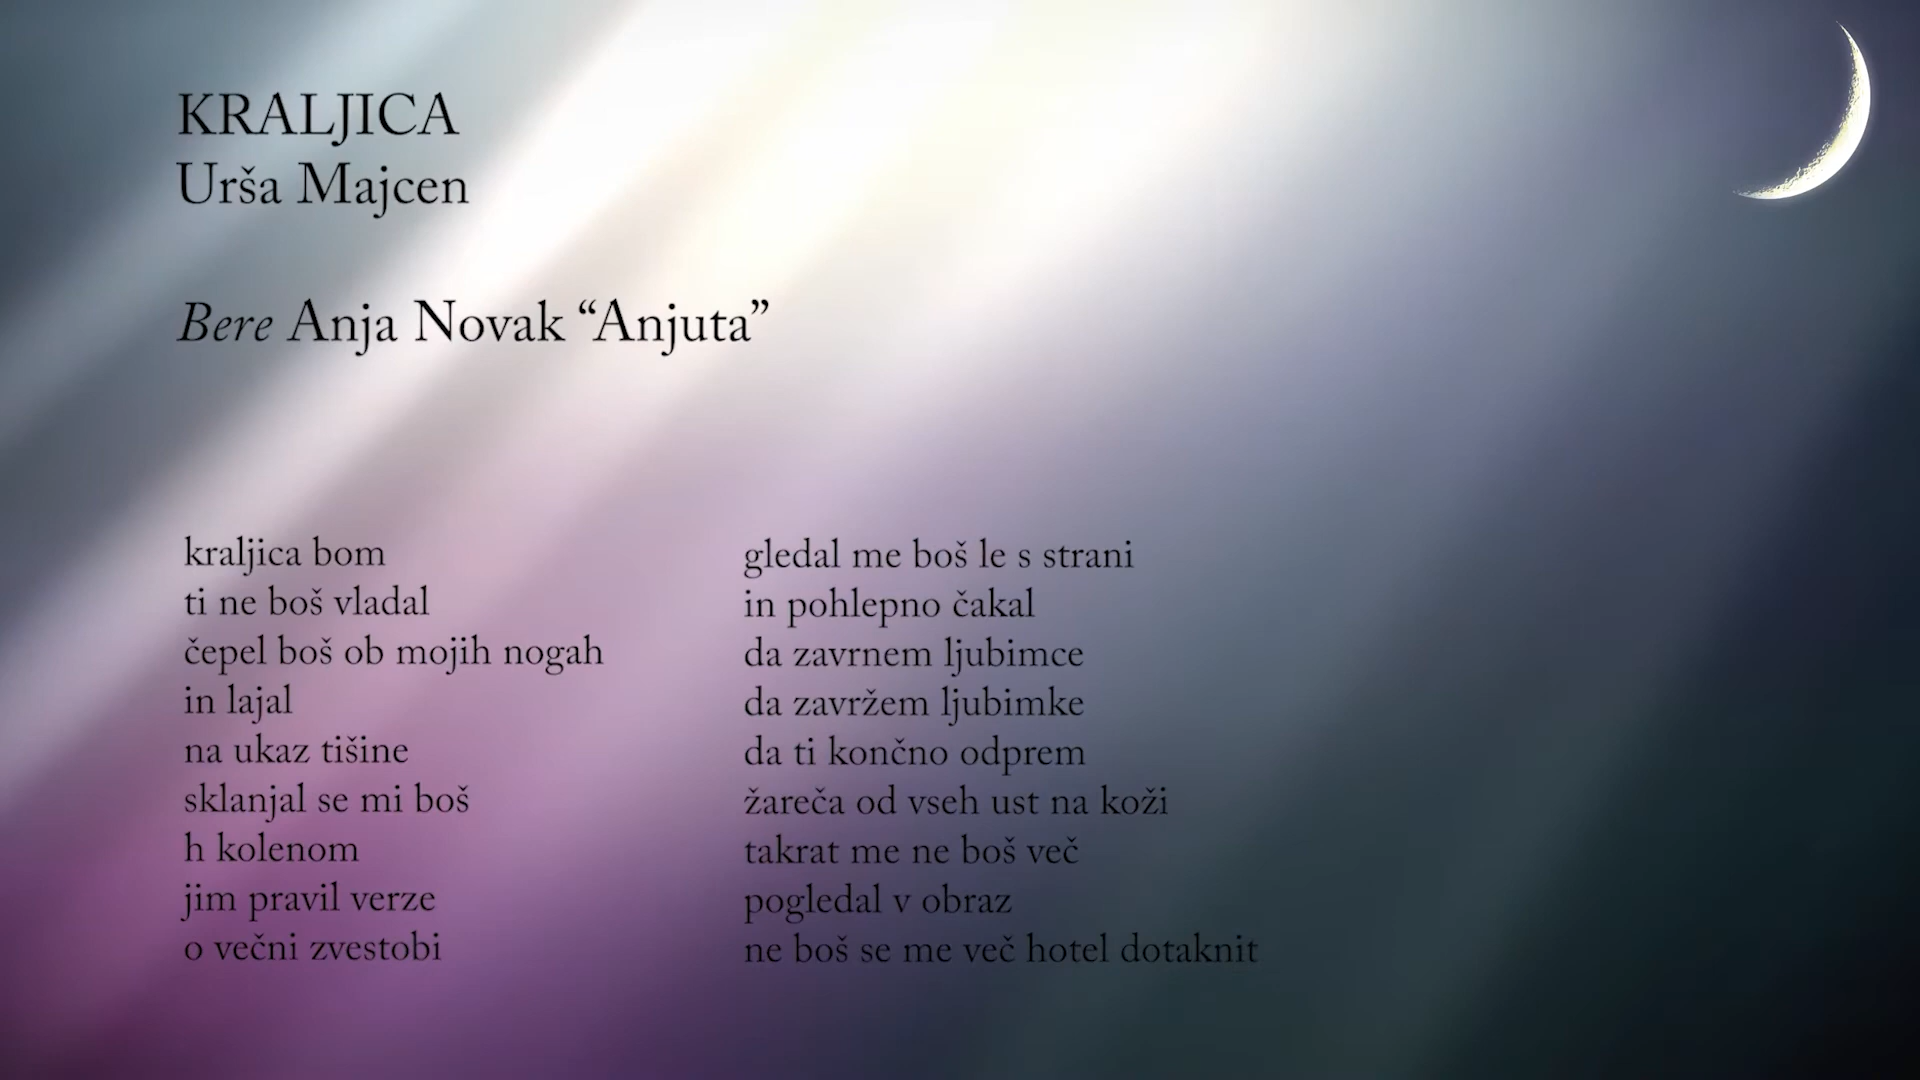 KRALJICA
Urša Majcen
Bere Anja Novak “Anjuta”
kraljica bom
ti ne boš vladal
čepel boš ob mojih nogah
in lajal
na ukaz tišine
sklanjal se mi boš
h kolenom
jim pravil verze
o večni zvestobi
gledal me boš le s strani
in pohlepno čakal
da zavrnem ljubimce
da zavržem ljubimke
da ti končno odprem
žareča od vseh ust na koži
takrat me ne boš več
pogledal v obraz
ne boš se me več hotel dotaknit